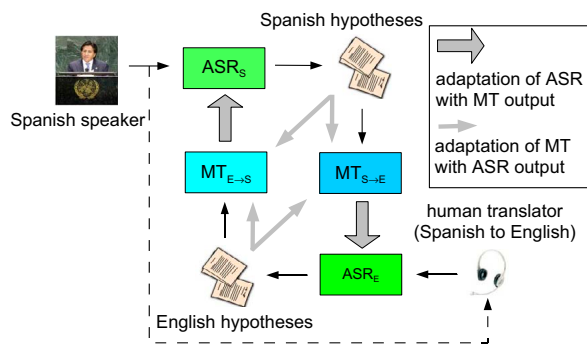 Spanish hypotheses
ASR_S
Spanish speaker
adaptation of ASR
with MT output
adaptation of MT
with ASR output
MT_E→S
MT_S→E
human translator
(Spanish to English)
ASR_E
English hypotheses